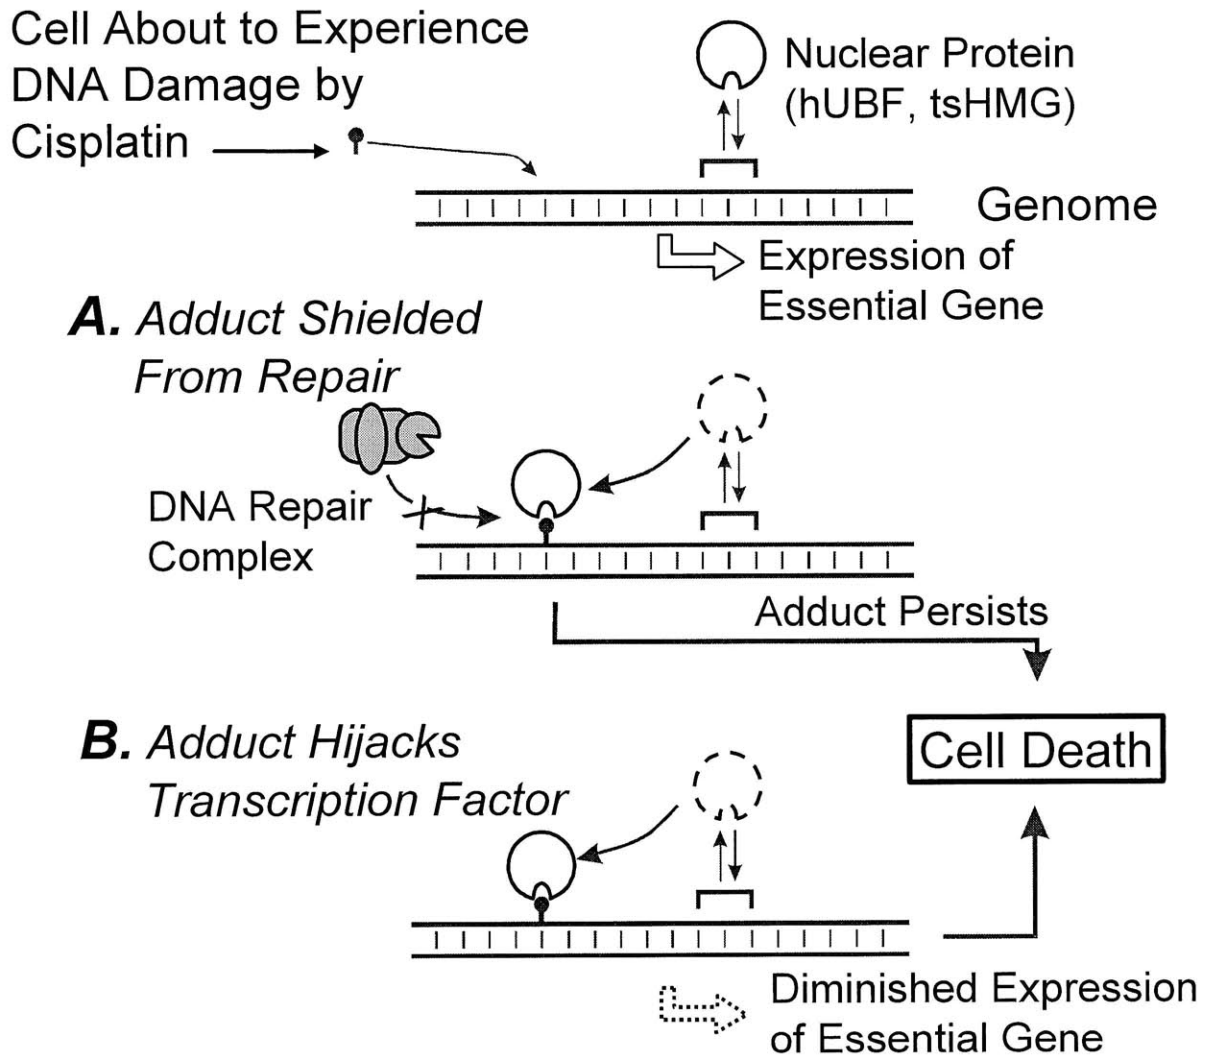 Cell About to Experience
DNA Damage by
Cisplatin
Nuclear Protein
(hUBF, tsHMG)
Genome
Expression of
Essential Gene
A. Adduct Shielded
From Repair
DNA Repair
Complex
Adduct Persists
Cell Death
B. Adduct Hijacks
Transcription Factor
Diminished Expression
of Essential Gene